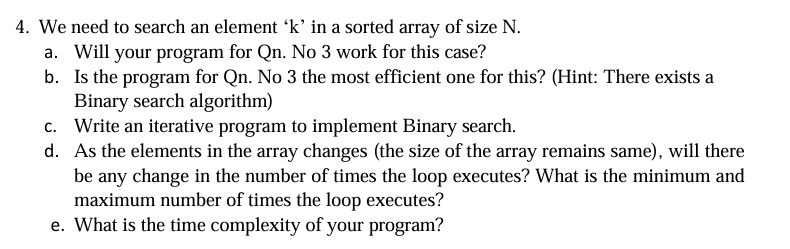 4. We need to search an element ‘k’ in a sorted array of size N.
a. Will your program for Qn. No 3 work for this case?
b. Is the program for Qn. No 3 the most efficient one for this? (Hint: There exists a
Binary search algorithm)
c. Write an iterative program to implement Binary search.
d. As the elements in the array changes (the size of the array remains same), will there
be any change in the number of times the loop executes? What is the minimum and
maximum number of times the loop executes?
e. What is the time complexity of your program?